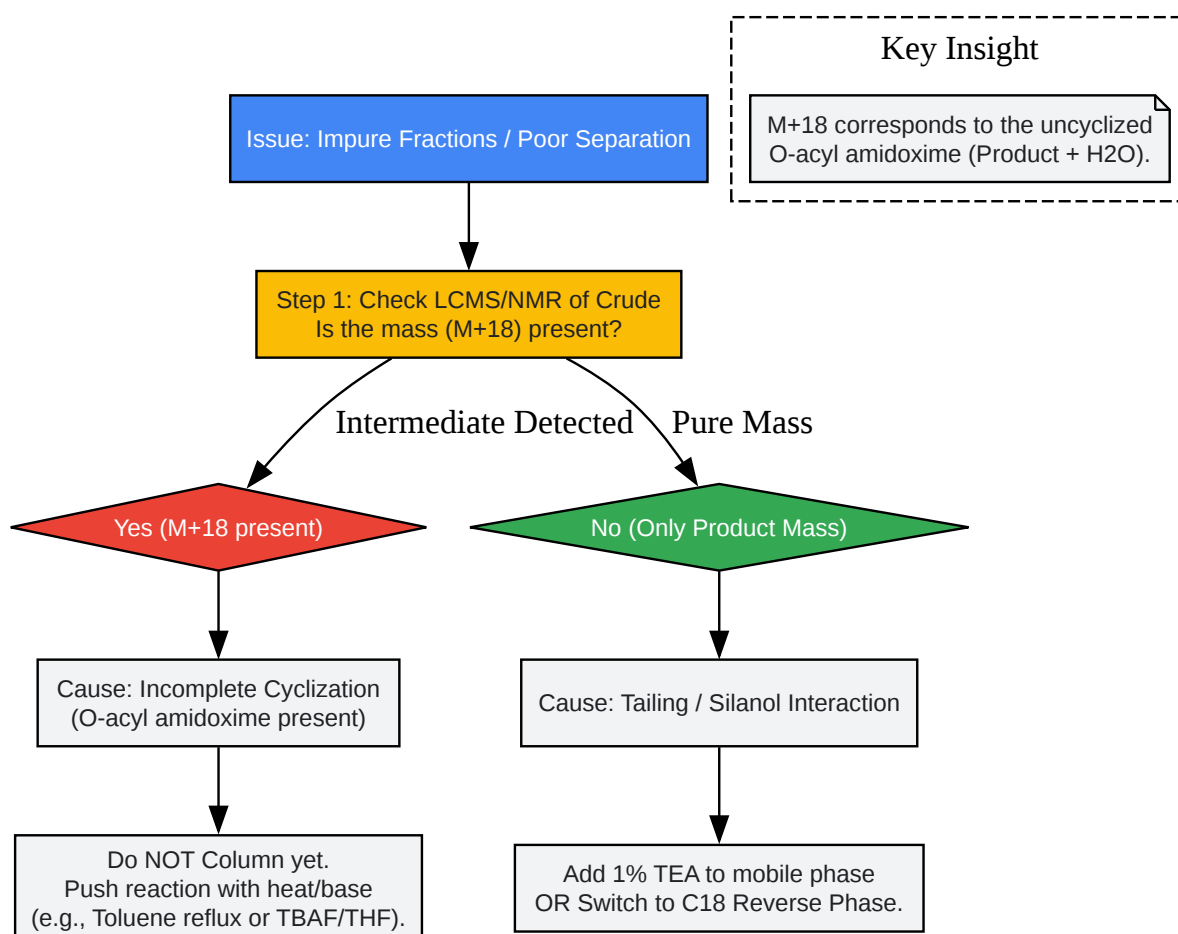 Key Insight
Issue: Impure Fractions / Poor Separation
M+18 corresponds to the uncyclized
O-acyl amidoxime (Product + H2O).
Step 1: Check LCMS/NMR of Crude
Is the mass (M+18) present?
Intermediate Detected
Pure Mass
Yes (M+18 present)
No (Only Product Mass)
Cause: Incomplete Cyclization
(O-acyl amidoxime present)
Cause: Tailing / Silanol Interaction
Do NOT Column yet.
Push reaction with heat/base
(e.g., Toluene reflux or TBAF/THF).
Add 1% TEA to mobile phase
OR Switch to C18 Reverse Phase.